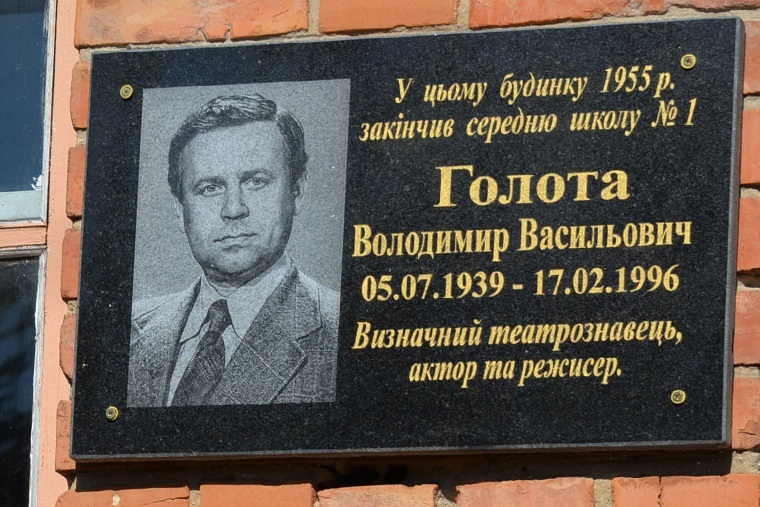 У цьому будинку 1955 р.
закінчив середню школу № 1
Голота
Володимир Васильович
05.07.1939 - 17.02.1996
Визначний театрознавець,
актор та режисер.